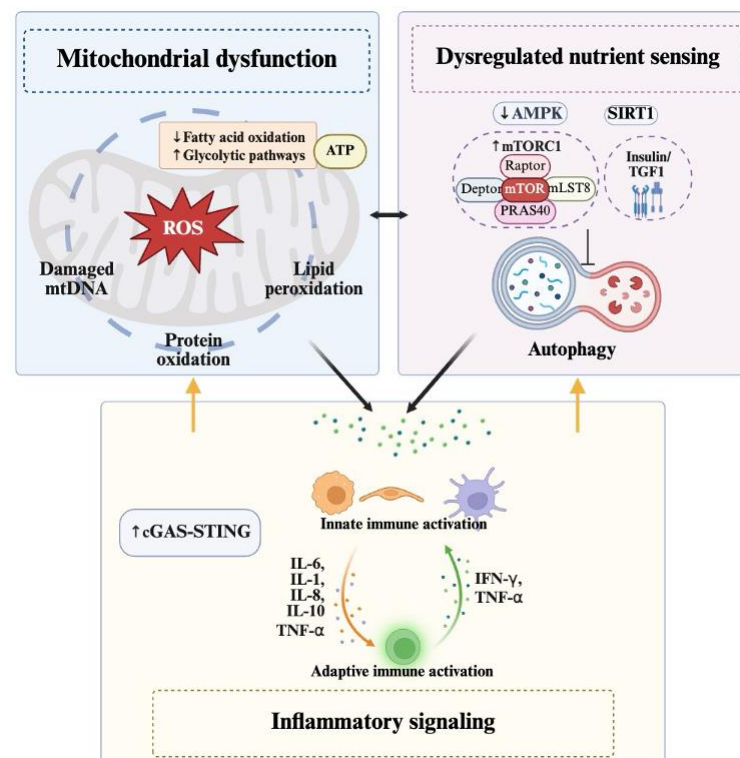 Mitochondrial dysfunction
↓Fatty acid oxidation
↑ Glycolytic pathways
ATP
ROS
Damaged
mtDNA
Lipid
peroxidation
Protein
oxidation
Dysregulated nutrient sensing
↓AMPK
SIRT1
↑mTORC1
Raptor
Deptor
mTOR
mLST8
PRAS40
Insulin/
TGF1
Autophagy
↑cGAS-STING
Innate immune activation
IL-6,
IL-1,
IL-8,
IL-10
TNF-α
IFN-γ,
TNF-α
Adaptive immune activation
Inflammatory signaling